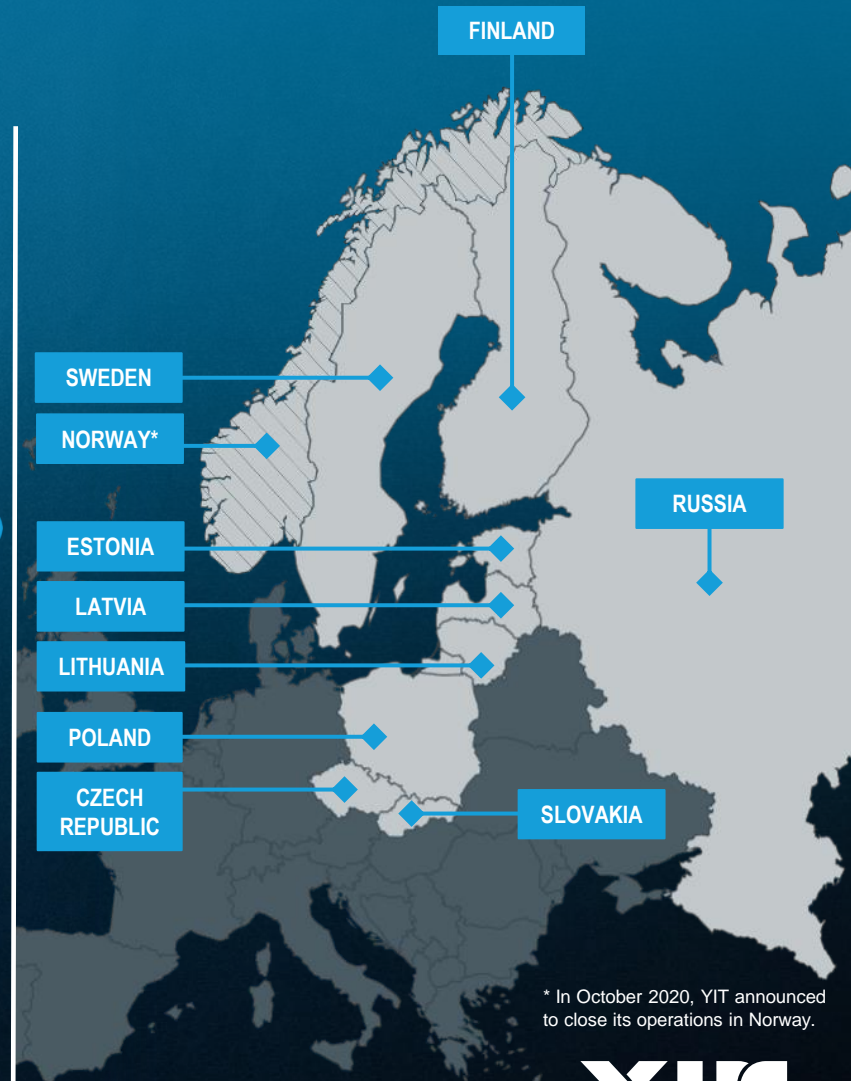 FINLAND
SWEDEN
NORWAY*
RUSSIA
ESTONIA
LATVIA
LITHUANIA
POLAND
CZECH
REPUBLIC
SLOVAKIA
* In October 2020, YIT announced
to close its operations in Norway.
YIT